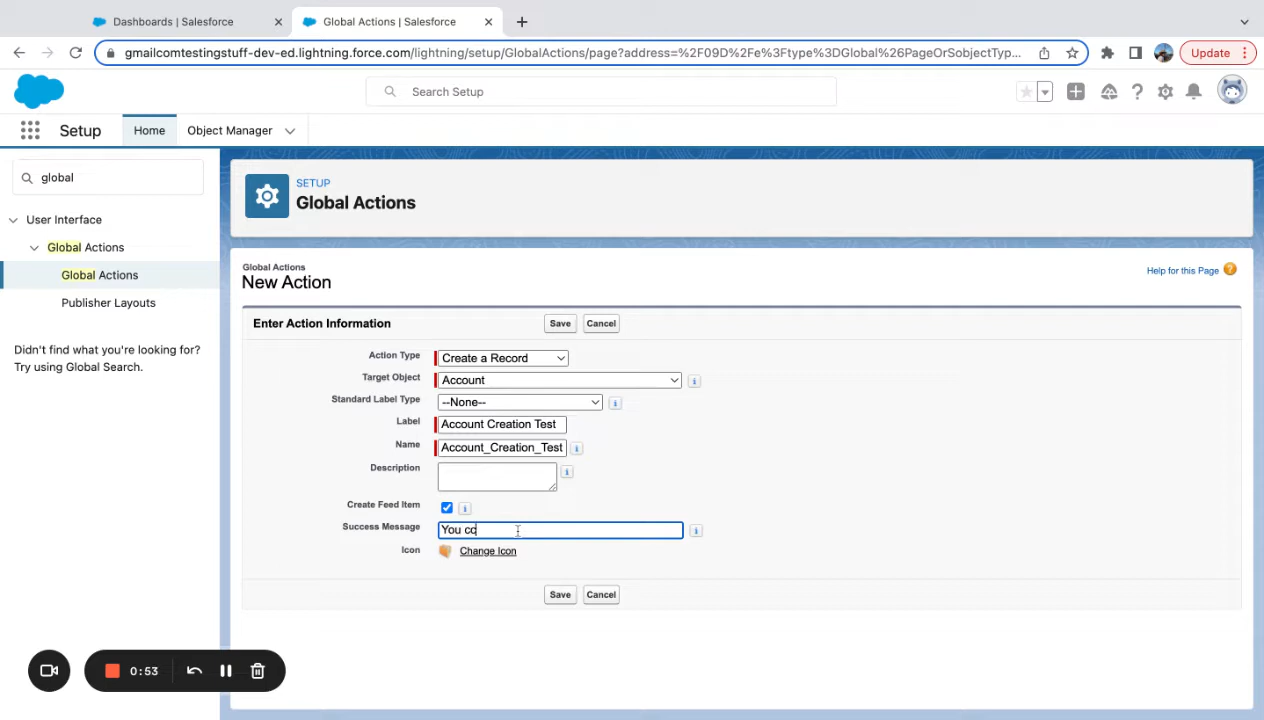 Dashboards | Salesforce
Global Actions | Salesforce
gmailcomtestingstuff-dev-ed.lightning.force.com/lightning/setup/GlobalActions/page?address=%2F09D%2Fe%3Ftype%3DGlobal%26PageOrSobjectTyp...
Update
Search Setup
Setup
Home
Object Manager
global
User Interface
Global Actions
Global Actions
Publisher Layouts
Didn't find what you're looking for?
Try using Global Search.
SETUP
Global Actions
Global Actions
New Action
Help for this Page
Enter Action Information
Save
Cancel
Action Type
Create a Record
Target Object
Account
Standard Label Type
--None--
Label
Account Creation Test
Name
Account_Creation_Test
Description
Create Feed Item
Success Message
You co
Icon
Change Icon
Save
Cancel
0:53